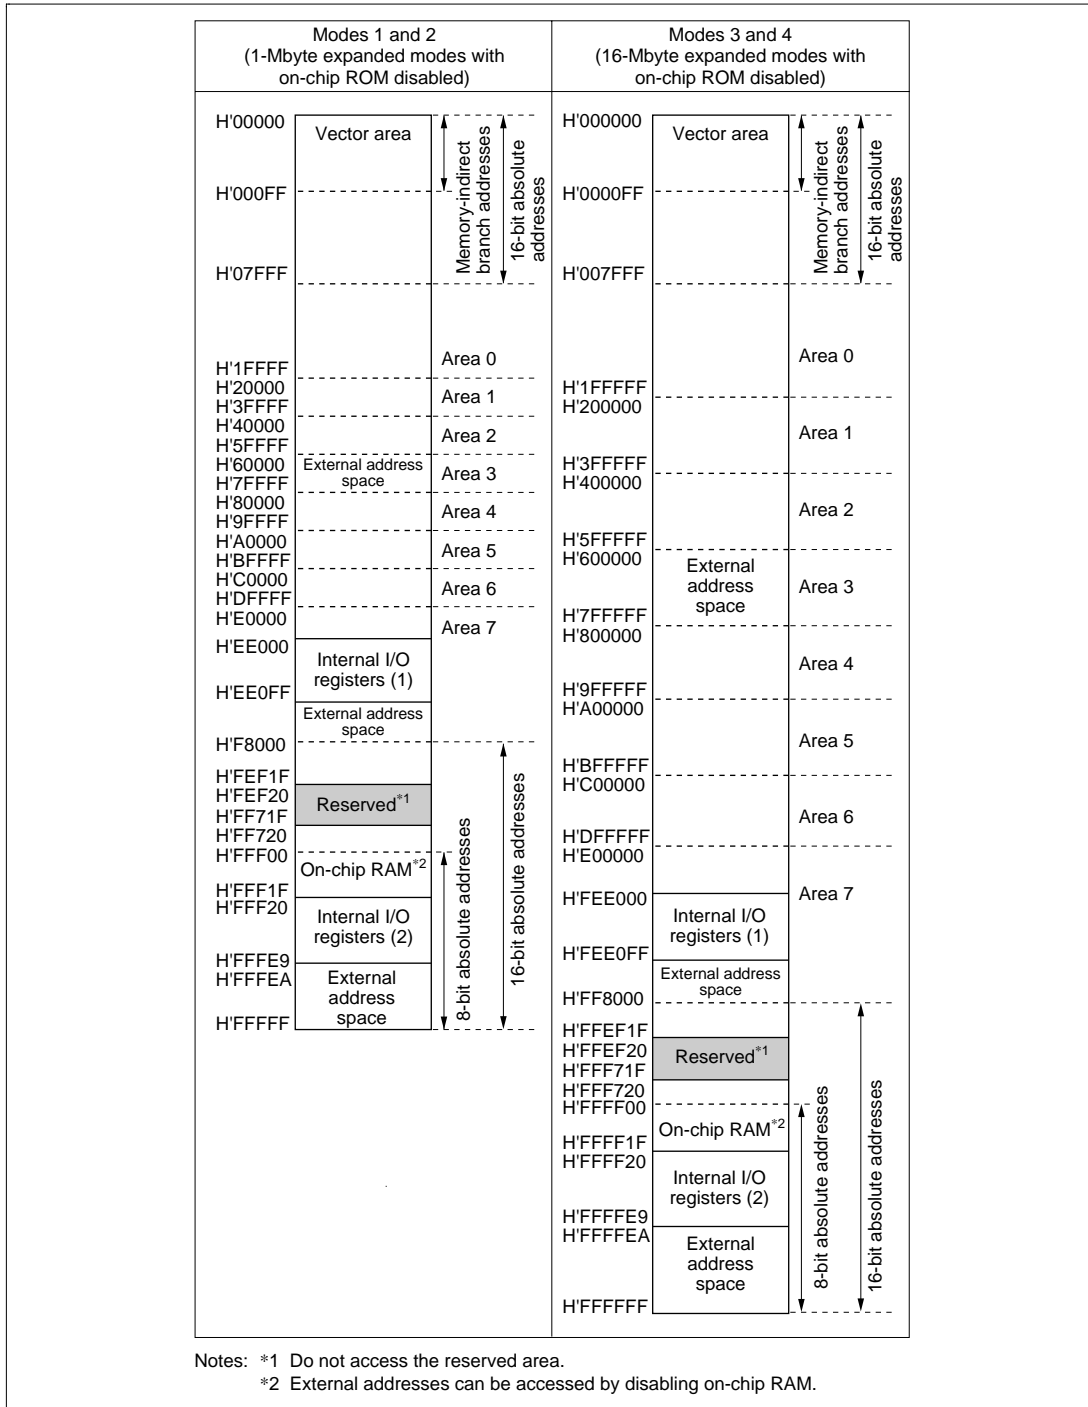 Modes 1 and 2
(1-Mbyte expanded modes with
on-chip ROM disabled)
H'00000
Vector area
H'000FF
H'07FFF
Memory-indirect
branch addresses
16-bit absolute
addresses
H'1FFFF
H'20000
H'3FFFF
H'40000
H'5FFFF
H'60000
H'7FFFF
H'80000
H'9FFFF
H'A0000
H'BFFFF
H'C0000
H'DFFFF
H'E0000
H'EE000
H'EE0FF
H'F8000
H'FEF1F
H'FEF20
H'FF71F
H'FF720
H'FFF00
H'FFF1F
H'FFF20
H'FFFE9
H'FFFEA
H'FFFFF
External address
space
Internal I/O
registers (1)
External address
space
Reserved*1
On-chip RAM*2
Internal I/O
registers (2)
External
address
space
Area 0
Area 1
Area 2
Area 3
Area 4
Area 5
Area 6
Area 7
8-bit absolute addresses
16-bit absolute addresses
Modes 3 and 4
(16-Mbyte expanded modes with
on-chip ROM disabled)
H'000000
Vector area
H'0000FF
H'007FFF
Memory-indirect
branch addresses
16-bit absolute
addresses
H'1FFFFF
H'200000
H'3FFFFF
H'400000
H'5FFFFF
H'600000
H'7FFFFF
H'800000
H'9FFFFF
H'A00000
H'BFFFFF
H'C00000
H'DFFFFF
H'E00000
H'FEE000
H'FEE0FF
H'FF8000
H'FFEF1F
H'FFEF20
H'FFF71F
H'FFF720
H'FFFF00
H'FFFF1F
H'FFFF20
H'FFFFE9
H'FFFFEA
H'FFFFFF
External
address
space
Internal I/O
registers (1)
External address
space
Reserved*1
On-chip RAM*2
Internal I/O
registers (2)
External
address
space
Area 0
Area 1
Area 2
Area 3
Area 4
Area 5
Area 6
Area 7
8-bit absolute addresses
16-bit absolute addresses
Notes: *1 Do not access the reserved area.
*2 External addresses can be accessed by disabling on-chip RAM.